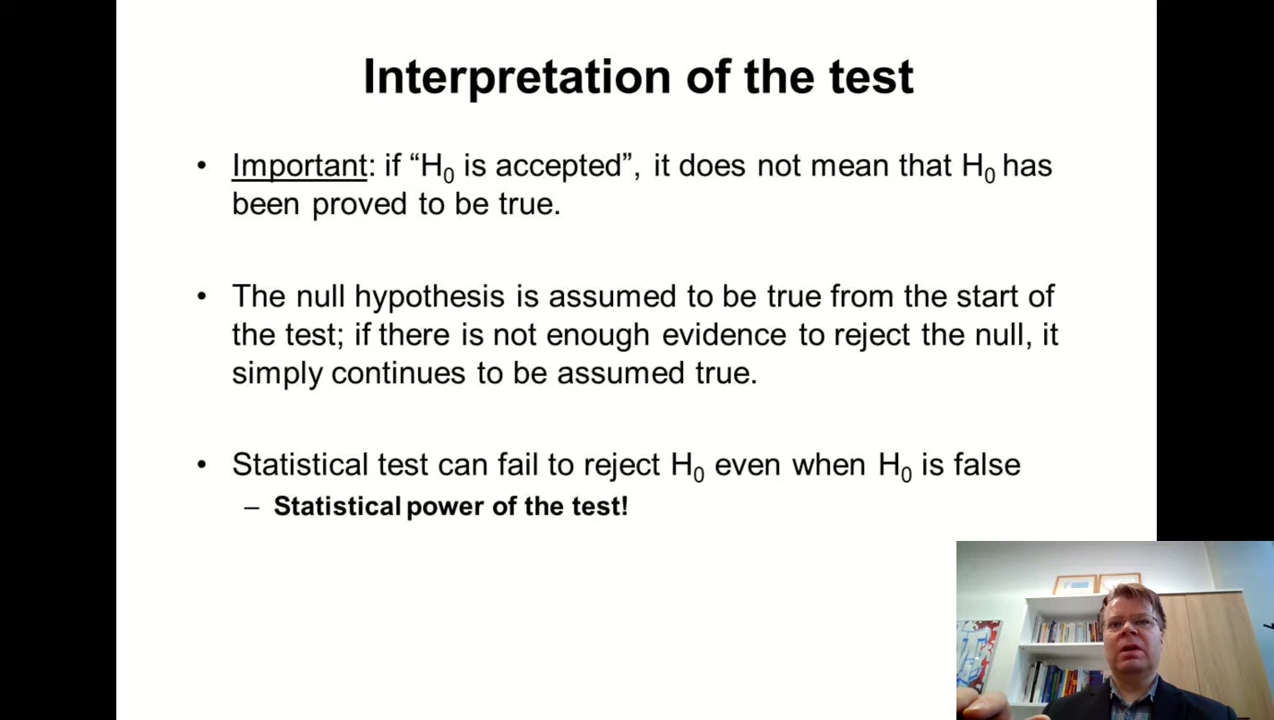 Interpretation of the test
• Important: if “H₀ is accepted”, it does not mean that H₀ has
been proved to be true.
• The null hypothesis is assumed to be true from the start of
the test; if there is not enough evidence to reject the null, it
simply continues to be assumed true.
• Statistical test can fail to reject H₀ even when H₀ is false
– Statistical power of the test!